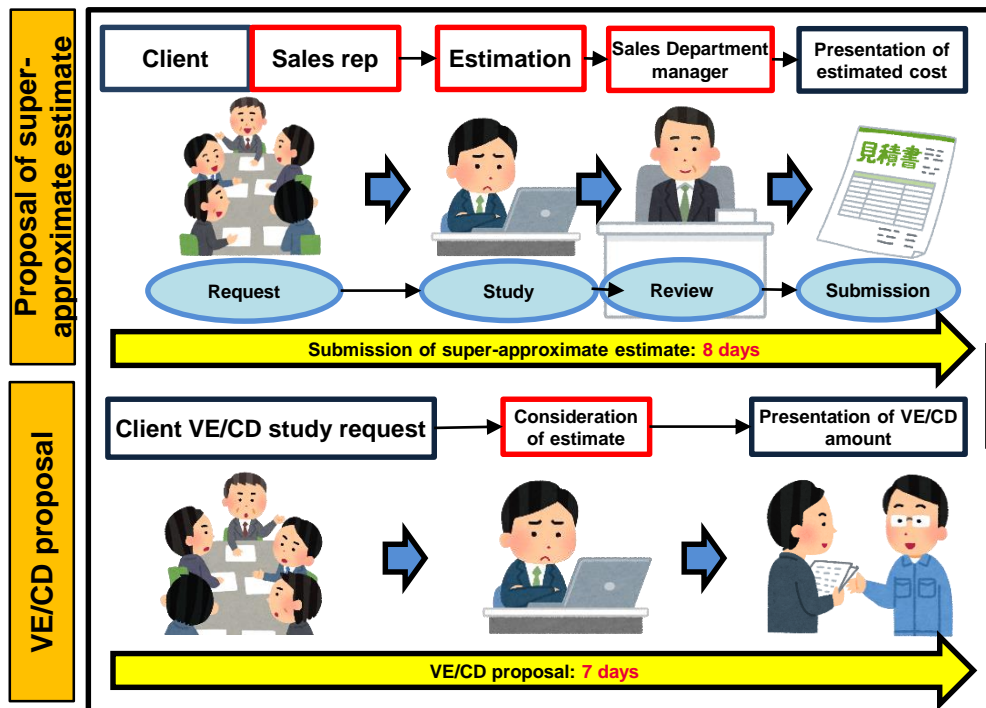 Proposal of super-
approximate estimate
Client
Sales rep
Estimation
Sales Department
manager
Presentation of
estimated cost
見積書
Request
Study
Review
Submission
Submission of super-approximate estimate: 8 days
VE/CD proposal
Client VE/CD study request
Consideration
of estimate
Presentation of VE/CD
amount
VE/CD proposal: 7 days